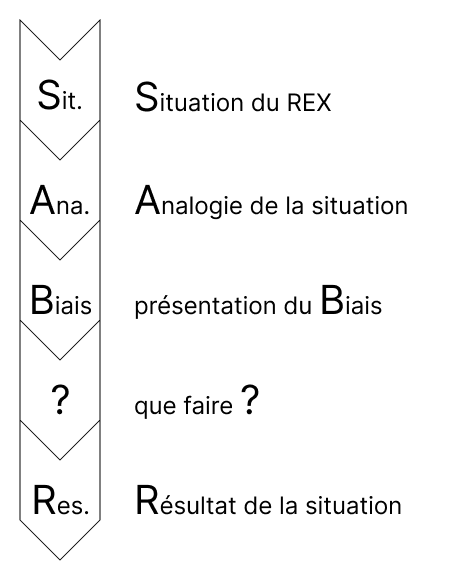 Sit. Situation du REX
Ana. Analogie de la situation
Biais présentation du Biais
? que faire ?
Res. Résultat de la situation